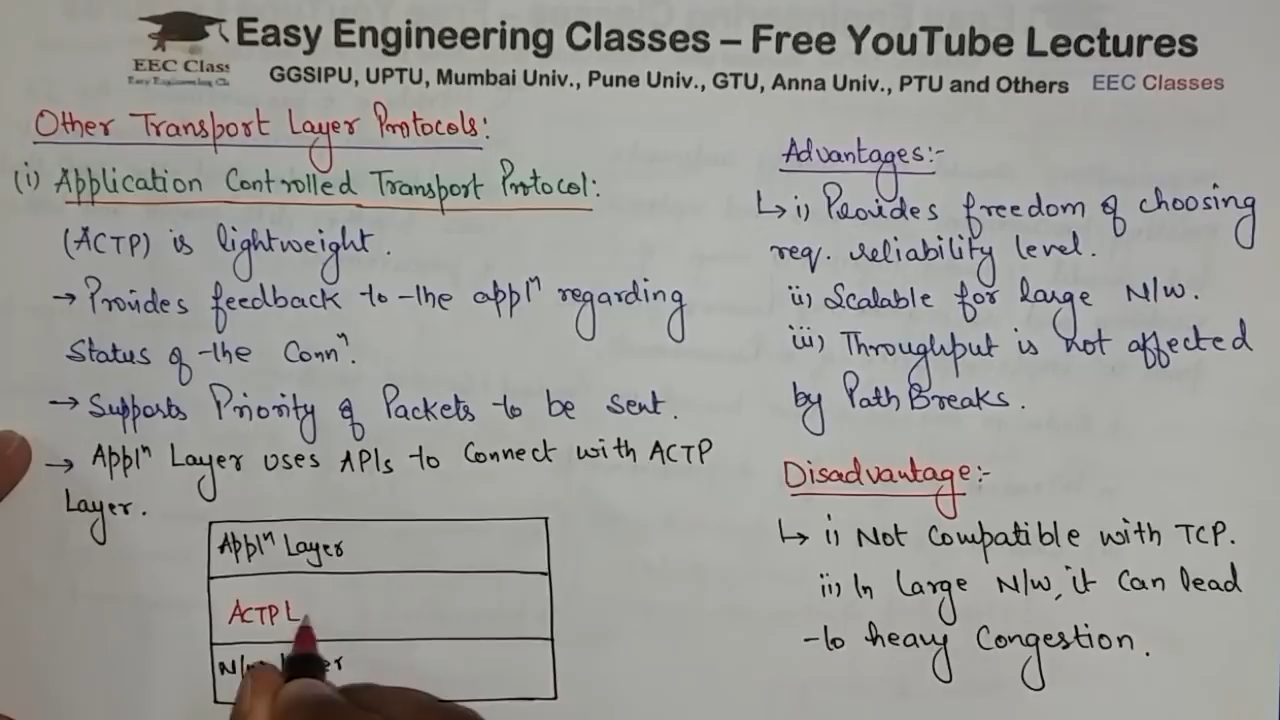 Easy Engineering Classes – Free YouTube Lectures
EEC Class
GGSIPU, UPTU, Mumbai Univ., Pune Univ., GTU, Anna Univ., PTU and Others EEC Classes
Other Transport Layer Protocols:
(i) Application Controlled Transport Protocol:
(ACTP) is lightweight.
→ Provides feedback to the applⁿ regarding
Status of the Connⁿ.
→ Supports Priority of Packets to be sent.
→ Applⁿ Layer uses APIs to Connect with ACTP
Layer.
Applⁿ Layer
ACTP L
Advantages:-
↳ i) Provides freedom of choosing
req. reliability level.
ii) Scalable for large N/w.
iii) Throughput is not affected
by Path Breaks.
Disadvantage:-
↳ i) Not Compatible with TCP.
ii) In large N/w, it can lead
to heavy Congestion.